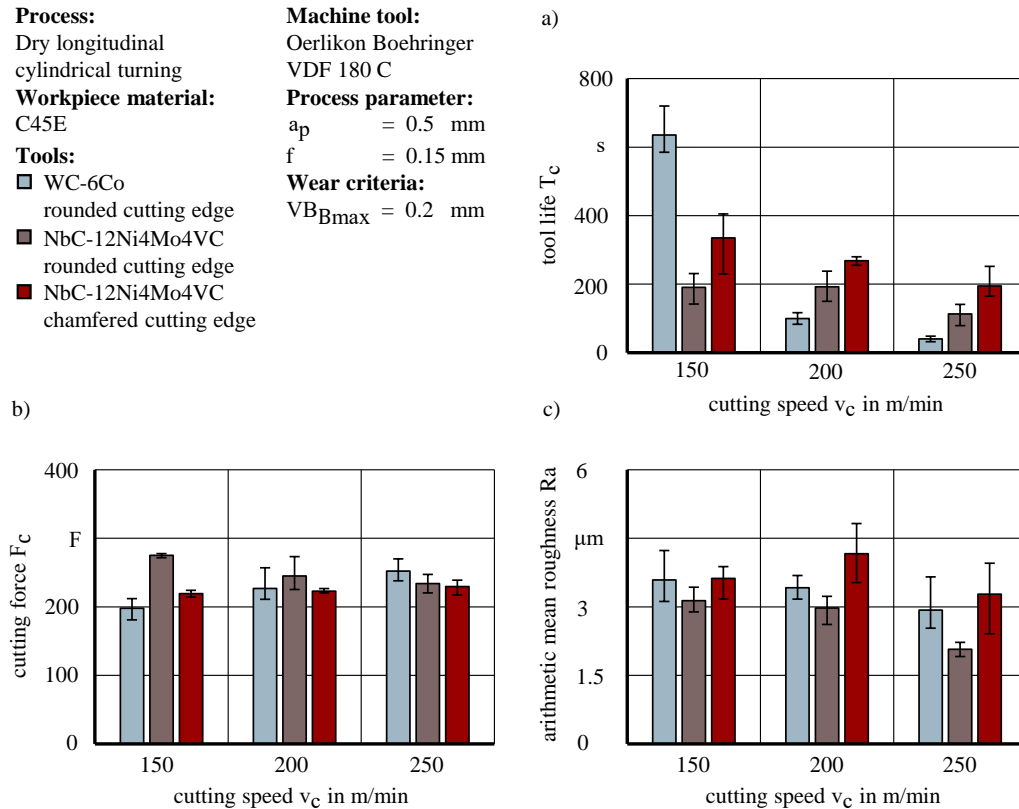 Process:
Dry longitudinal
cylindrical turning
Workpiece material:
C45E
Tools:
WC-6Co
rounded cutting edge
NbC-12Ni4Mo4VC
rounded cutting edge
NbC-12Ni4Mo4VC
chamfered cutting edge
Machine tool:
Oerlikon Boehringer
VDF 180 C
Process parameter:
ap = 0.5 mm
f = 0.15 mm
Wear criteria:
VBBmax = 0.2 mm
a)
tool life Tc
800
s
400
200
0
150 200 250
cutting speed vc in m/min
b)
cutting force Fc
400
F
200
100
0
150 200 250
cutting speed vc in m/min
c)
arithmetic mean roughness Ra
6
μm
3
1.5
0
150 200 250
cutting speed vc in m/min